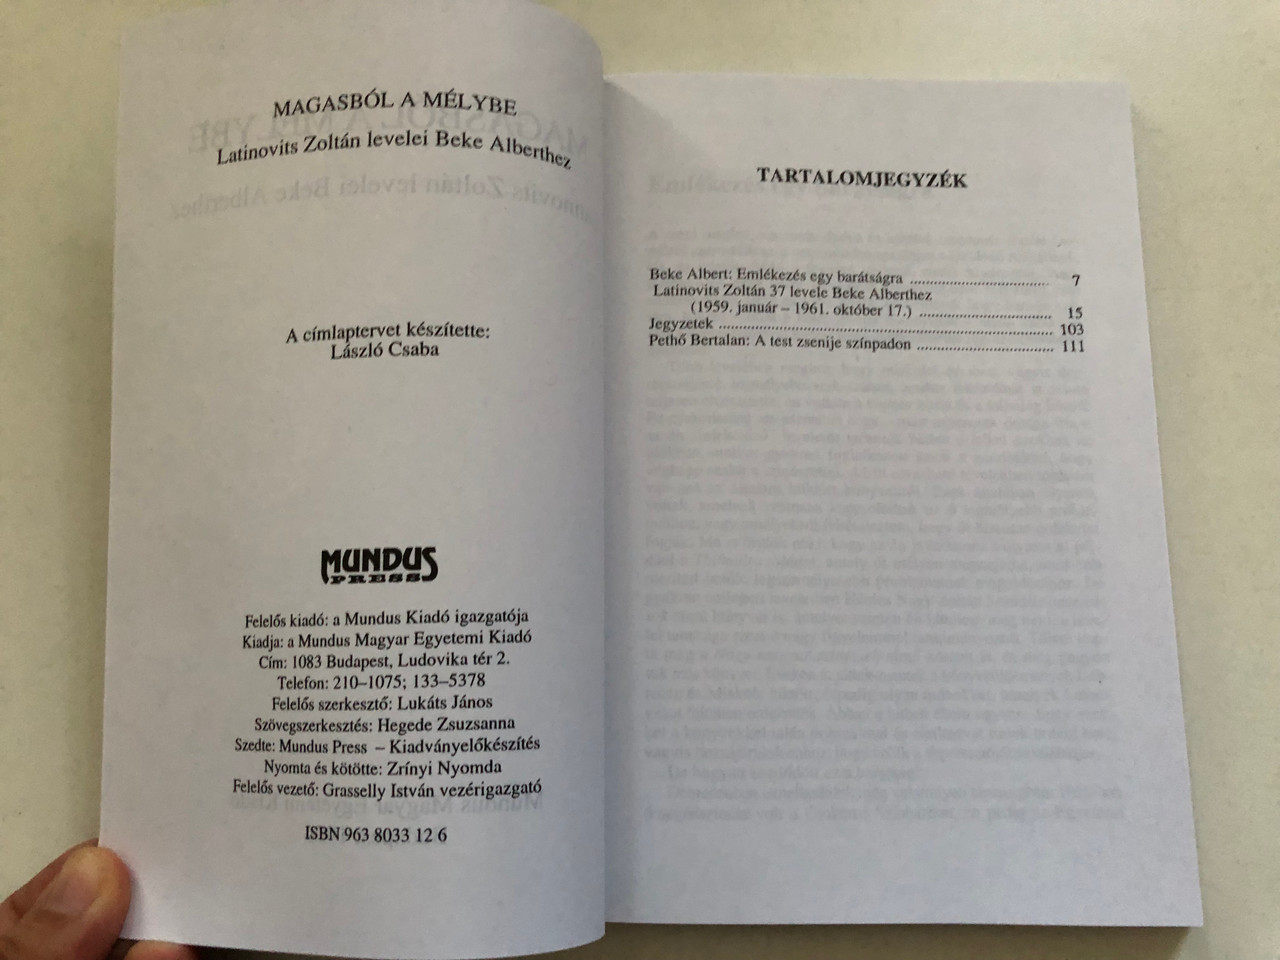 MAGASBÓL A MÉLYBE
Latinovits Zoltán levelei Beke Alberthez
A címlaptervet készítette:
László Csaba
MUNDUS
PRESS
Felelős kiadó: a Mundus Kiadó igazgatója
Kiadja: a Mundus Magyar Egyetemi Kiadó
Cím: 1083 Budapest, Ludovika tér 2.
Telefon: 210–1075; 133–5378
Felelős szerkesztő: Lukáts János
Szövegszerkesztés: Hegede Zsuzsanna
Szedte: Mundus Press – Kiadványelőkészítés
Nyomta és kötötte: Zrínyi Nyomda
Felelős vezető: Grasselly István vezérigazgató
ISBN 963 8033 12 6
TARTALOMJEGYZÉK
Beke Albert: Emlékezés egy barátságra ........ 7
Latinovits Zoltán 37 levele Beke Alberthez
(1959. január – 1961. október 17.) ........ 15
Jegyzetek ........ 103
Pethő Bertalan: A test zsenije színpadon ........ 111